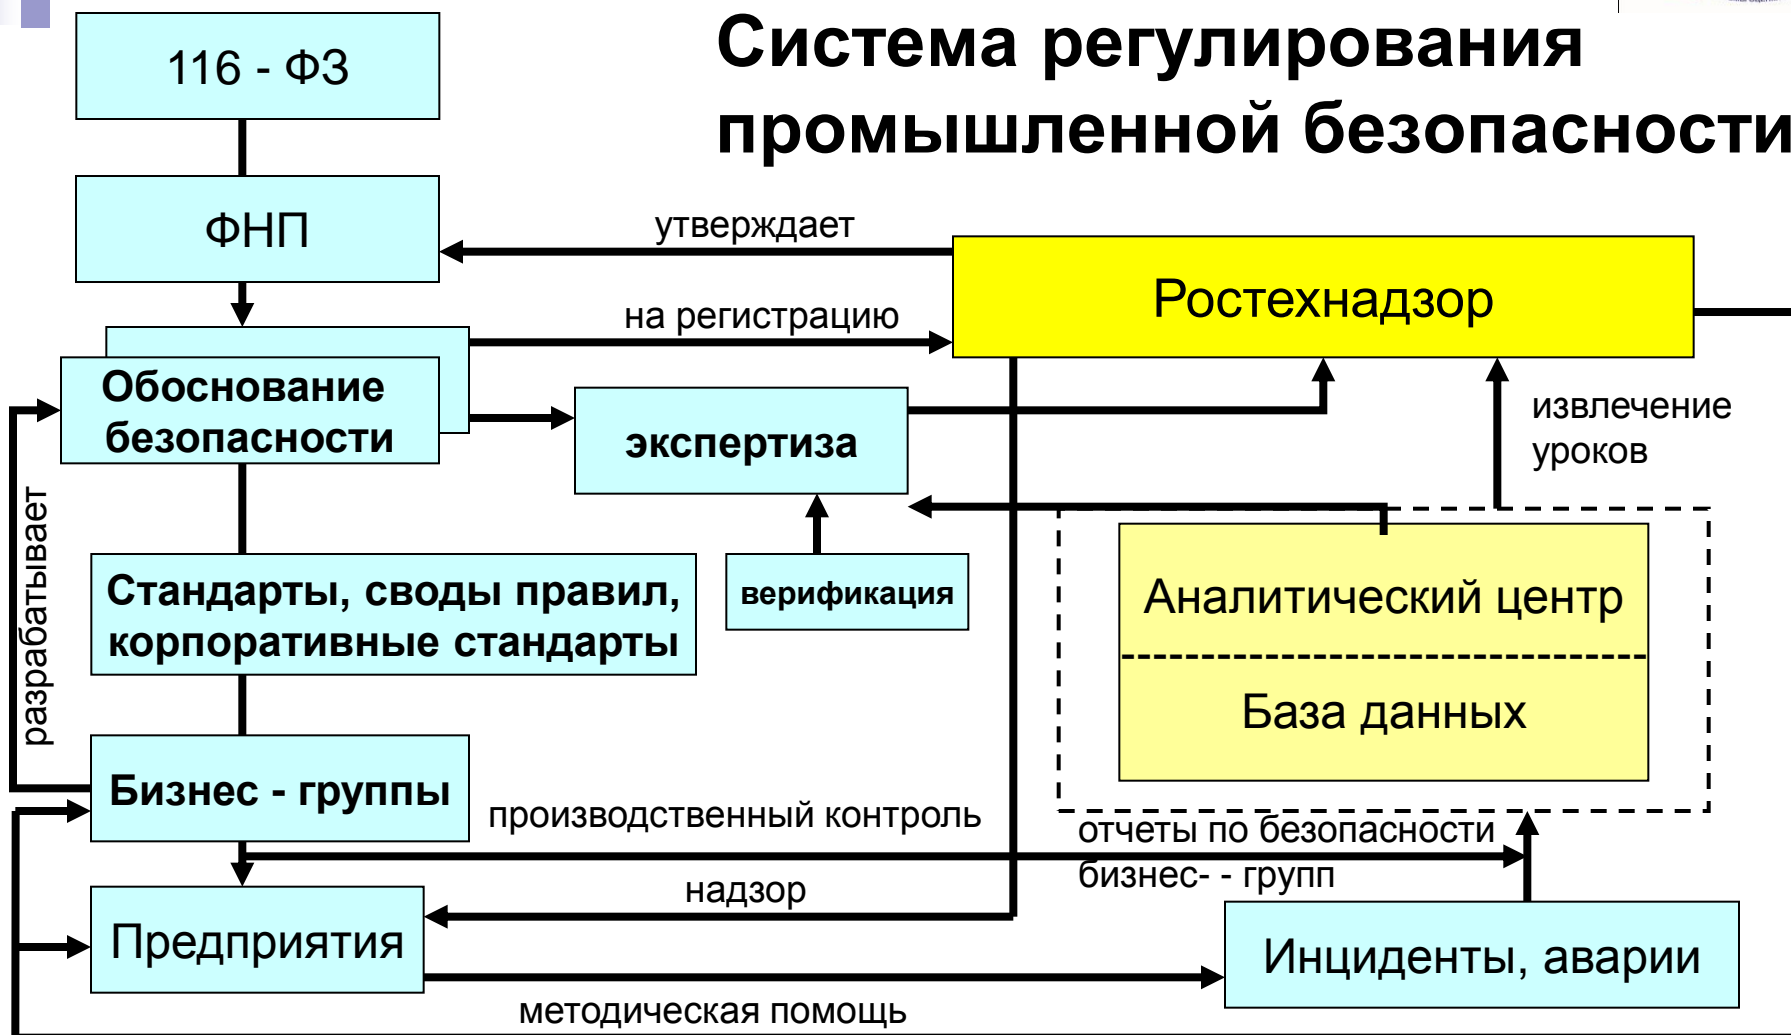 Система регулирования
промышленной безопасности
116 - ФЗ
ФНП
утверждает
Ростехнадзор
на регистрацию
Обоснование
безопасности
экспертиза
извлечение
уроков
разрабатывает
Стандарты, своды правил,
корпоративные стандарты
верификация
Аналитический центр
База данных
Бизнес - группы
производственный контроль
отчеты по безопасности
бизнес- - групп
надзор
Предприятия
Инциденты, аварии
методическая помощь